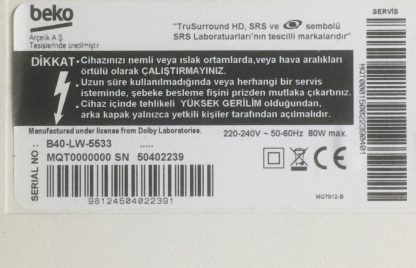 beko
Arçelik A.Ş.
Tesislerinde üretilmiştir.
"TruSurround HD, SRS ve sembolü
SRS Laboratuarları'nın tescilli markalarıdır"
SERVİS
DİKKAT
• Cihazınızı nemli veya ıslak ortamlarda,veya hava aralıkları
örtülü olarak ÇALIŞTIRMAYINIZ.
• Uzun süre kullanılmadığında veya herhangi bir servis
isteminde, şebeke besleme fişini prizden mutlaka çıkartınız.
• Cihaz içinde tehlikeli YÜKSEK GERİLİM olduğundan,
arka kapak yalnızca yetkili kişiler tarafından açılmalıdır.
Manufactured under license from Dolby Laboratories.
220-240V ~ 50-60Hz 80W max.
B40-LW-5533 .....
MQT0000000 SN 50402239
SERIAL NO :
98124504022391
MGT912-B